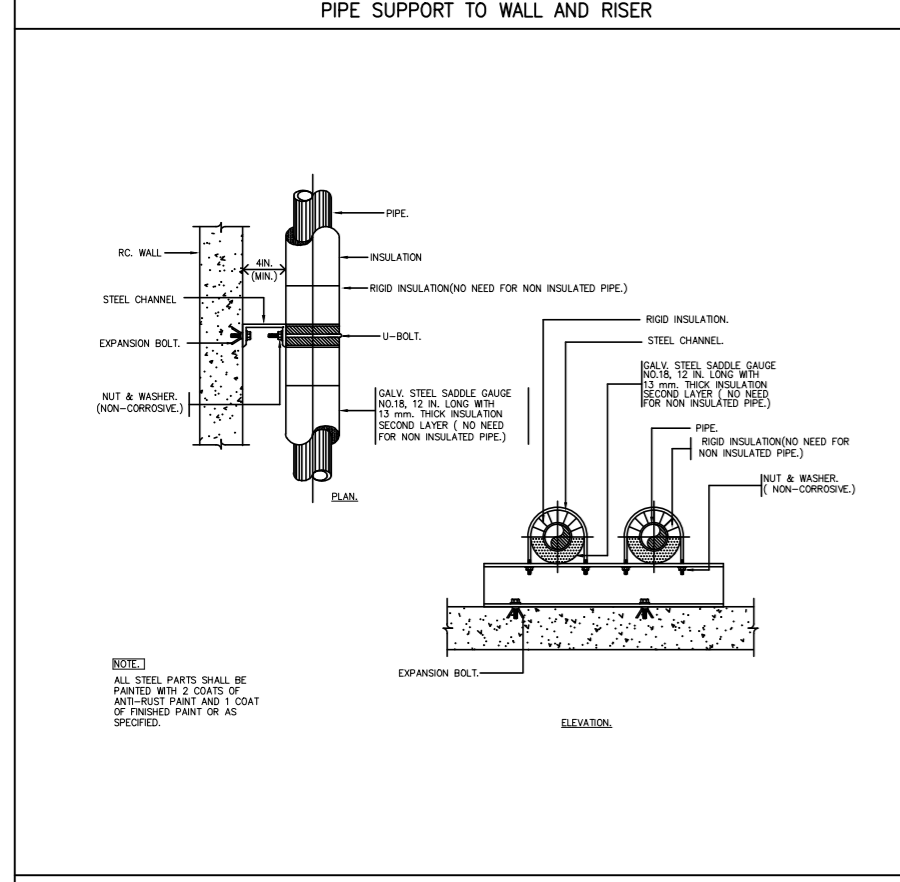 PIPE SUPPORT TO WALL AND RISER
PIPE.
RC. WALL
4IN.
(MIN.)
INSULATION
RIGID INSULATION(NO NEED FOR NON INSULATED PIPE.)
STEEL CHANNEL
EXPANSION BOLT.
U-BOLT.
NUT & WASHER.
(NON-CORROSIVE.)
GALV. STEEL SADDLE GAUGE
NO.18, 12 IN. LONG WITH
13 mm. THICK INSULATION
SECOND LAYER ( NO NEED
FOR NON INSULATED PIPE.)
PLAN.
RIGID INSULATION.
STEEL CHANNEL.
GALV. STEEL SADDLE GAUGE
NO.18, 12 IN. LONG WITH
13 mm. THICK INSULATION
SECOND LAYER ( NO NEED
FOR NON INSULATED PIPE.)
PIPE.
RIGID INSULATION(NO NEED FOR
NON INSULATED PIPE.)
NUT & WASHER.
( NON-CORROSIVE.)
EXPANSION BOLT.
ELEVATION.
NOTE.
ALL STEEL PARTS SHALL BE
PAINTED WITH 2 COATS OF
ANTI-RUST PAINT AND 1 COAT
OF FINISHED PAINT OR AS
SPECIFIED.